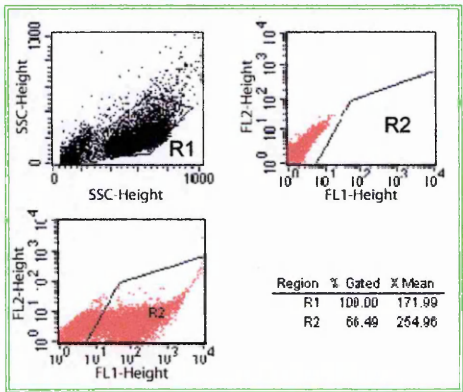 1000
SSC-Height
0
R1
0 1000
SSC-Height
10^0 10^1 10^2 10^3 10^4
FL2-Height
R2
10^0 10^1 10^2 10^3 10^4
FL1-Height
10^0 10^1 10^2 10^3 10^4
FL2-Height
R2
10^0 10^1 10^2 10^3 10^4
FL1-Height
Region % Gated X Mean
R1 100.00 171.99
R2 66.49 254.96